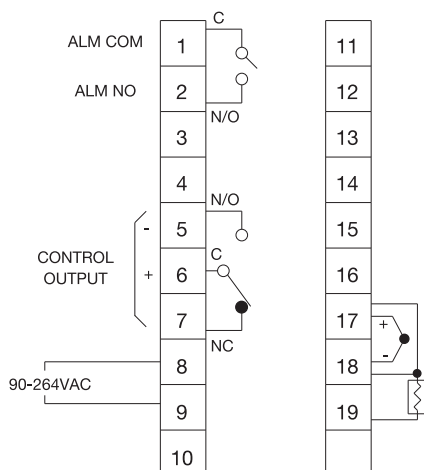 C
ALM COM 1 11
ALM NO 2 12
N/O
3 13
4 14
N/O
- 5 15
C
CONTROL
OUTPUT
+ 6 16
7 17
+
NC
8 18
-
90-264VAC
9 19
10